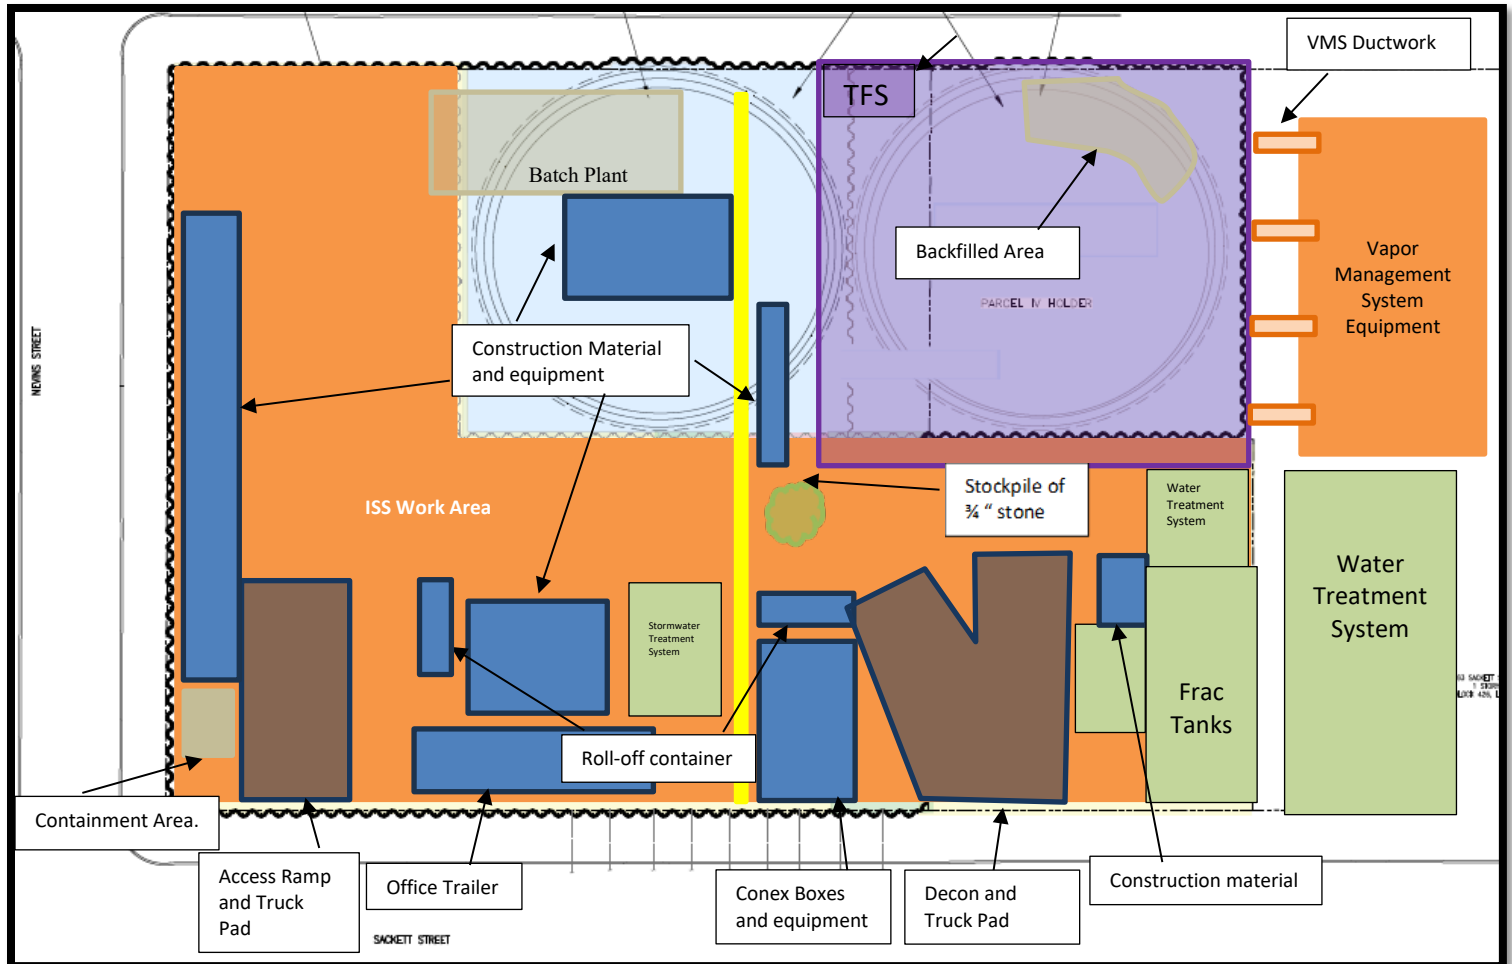 VMS Ductwork
TFS
Batch Plant
Backfilled Area
Vapor
Management
System
Equipment
PARCEL IV HOLDER
NEVINS STREET
Construction Material
and equipment
ISS Work Area
Stockpile of
¾ “ stone
Water
Treatment
System
Water
Treatment
System
Stormwater
Treatment
System
Frac
Tanks
Roll-off container
Containment Area.
Access Ramp
and Truck
Pad
Office Trailer
Conex Boxes
and equipment
Decon and
Truck Pad
Construction material
SACKETT STREET